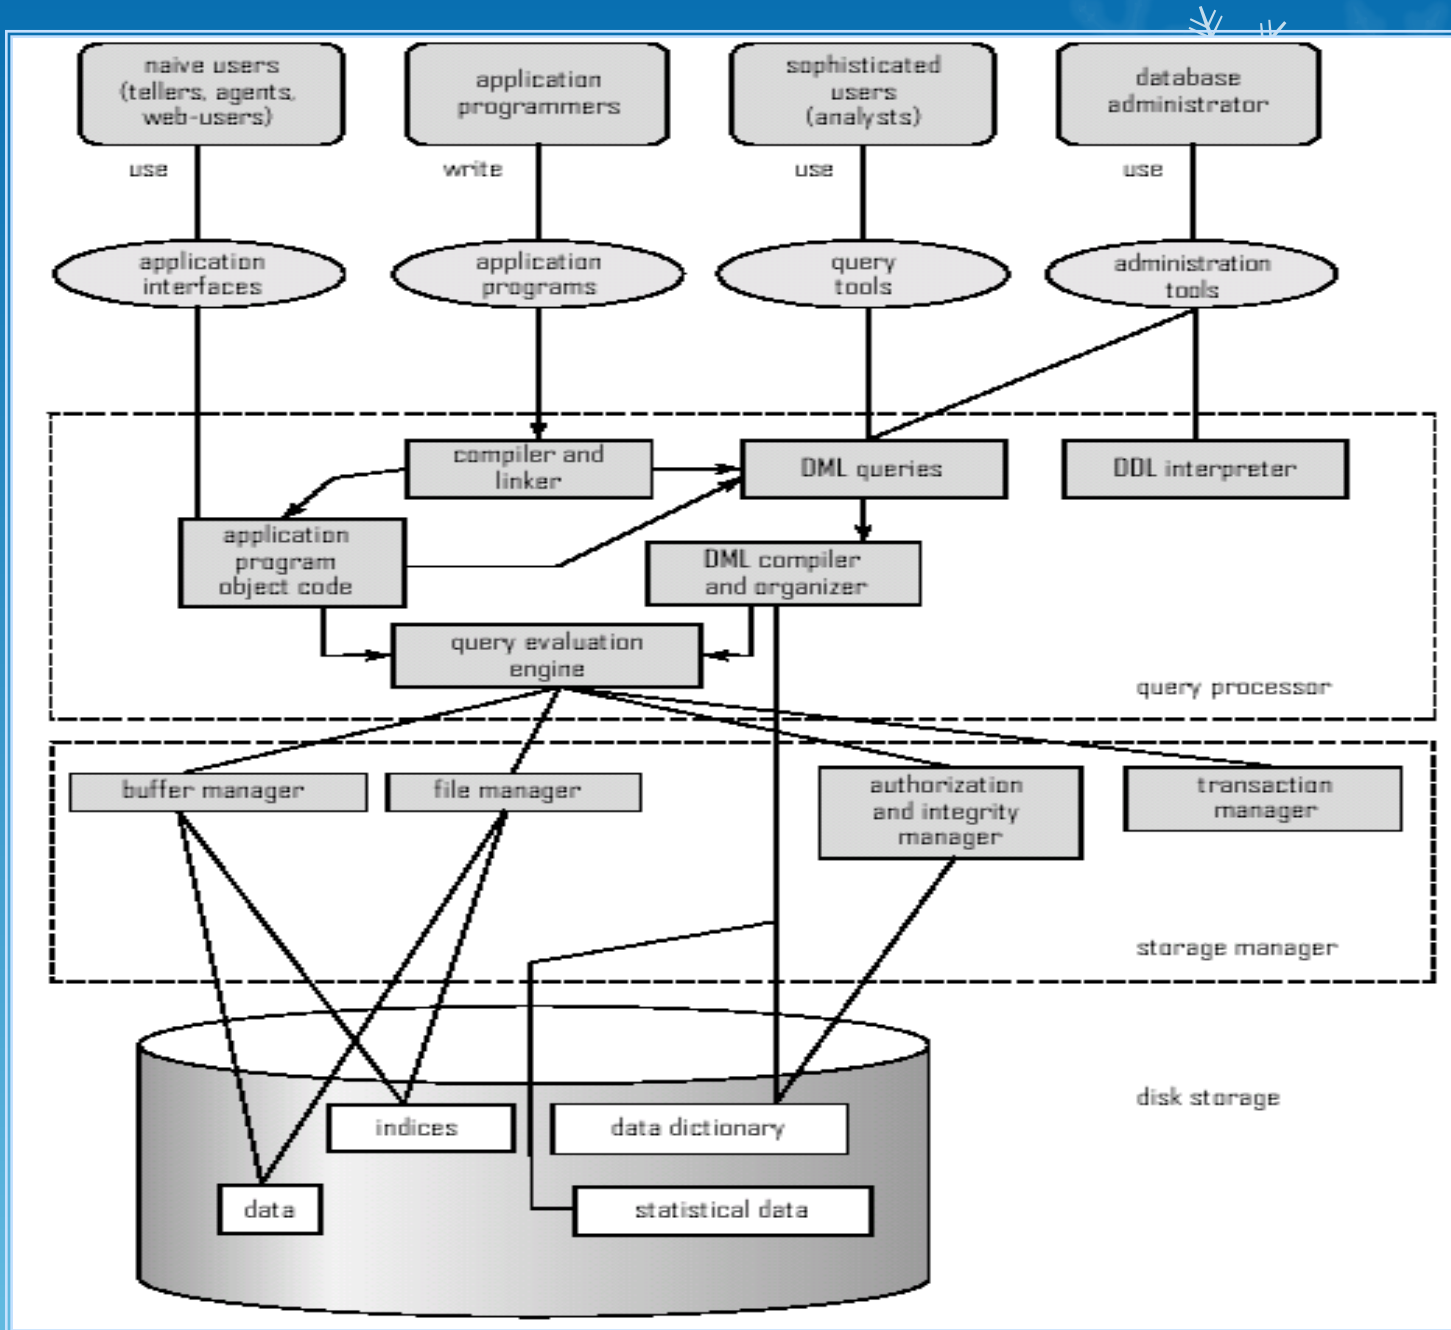 naive users
(tellers, agents,
web-users)
application
programmers
sophisticated
users
(analysts)
database
administrator
use
write
use
use
application
interfaces
application
programs
query
tools
administration
tools
compiler and
linker
DML queries
DDL interpreter
application
program
object code
DML compiler
and organizer
query evaluation
engine
query processor
buffer manager
file manager
authorization
and integrity
manager
transaction
manager
storage manager
disk storage
indices
data dictionary
data
statistical data